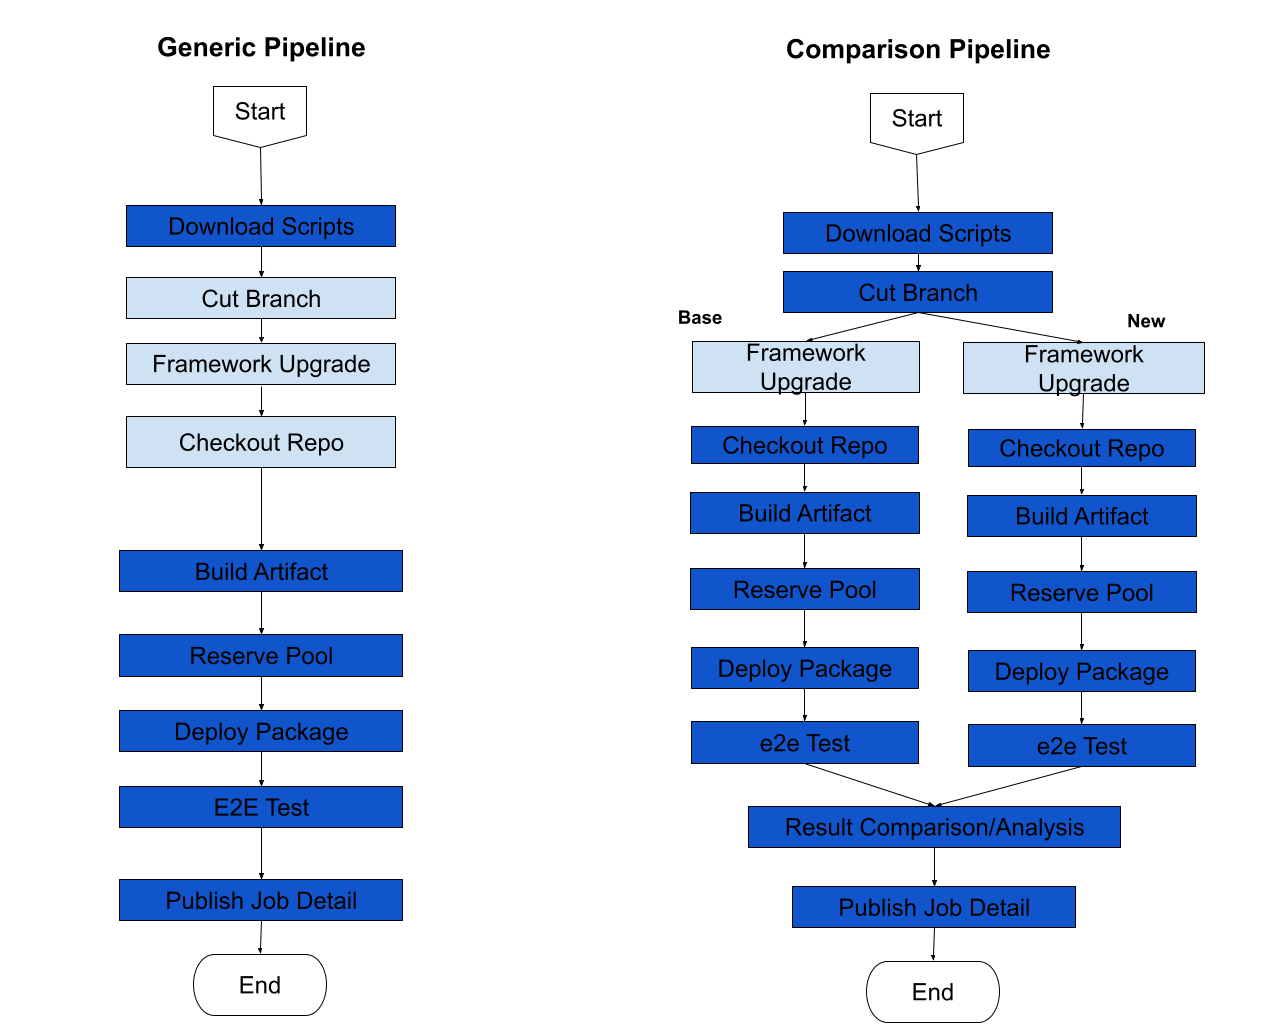 Generic Pipeline
Start
Download Scripts
Cut Branch
Framework Upgrade
Checkout Repo
Build Artifact
Reserve Pool
Deploy Package
E2E Test
Publish Job Detail
End
Comparison Pipeline
Start
Download Scripts
Cut Branch
Base
New
Framework
Upgrade
Checkout Repo
Build Artifact
Reserve Pool
Deploy Package
e2e Test
Framework
Upgrade
Checkout Repo
Build Artifact
Reserve Pool
Deploy Package
e2e Test
Result Comparison/Analysis
Publish Job Detail
End